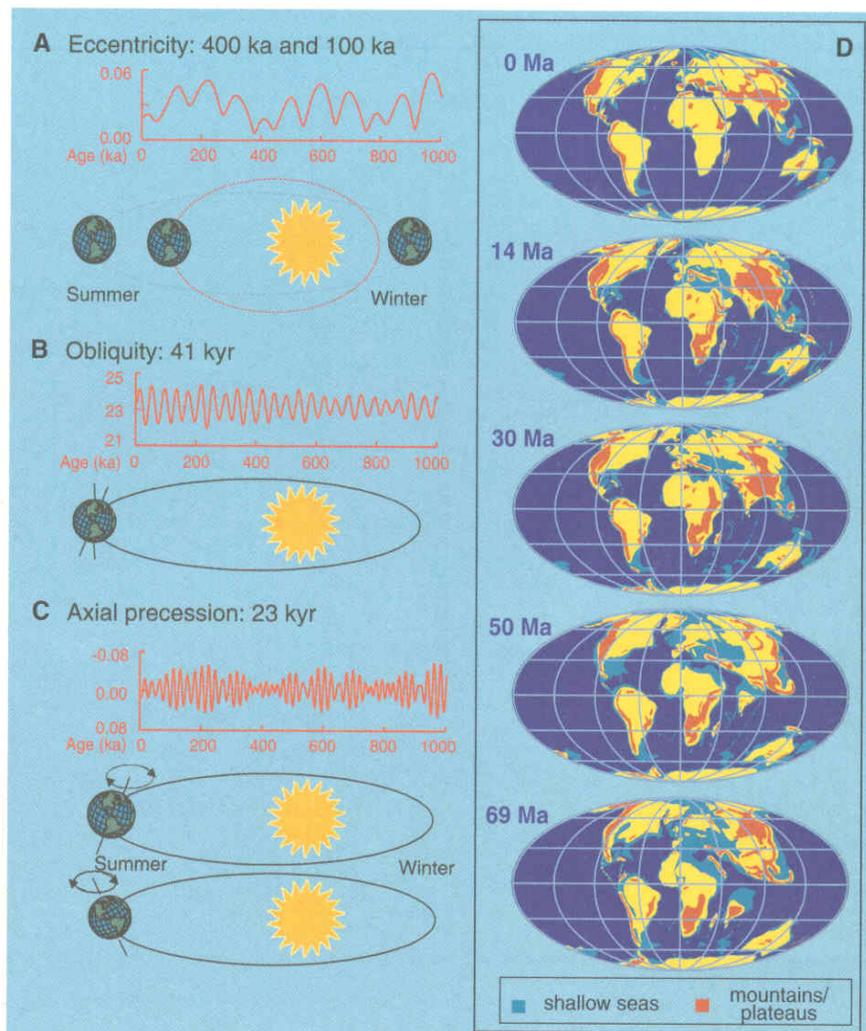 A Eccentricity: 400 ka and 100 ka
0.06
0.00
Age (ka) 0 200 400 600 800 1000
Summer
Winter
B Obliquity: 41 kyr
25
23
21
Age (ka) 0 200 400 600 800 1000
C Axial precession: 23 kyr
-0.08
0.00
0.08
Age (ka) 0 200 400 600 800 1000
Summer
Winter
D
0 Ma
14 Ma
30 Ma
50 Ma
69 Ma
shallow seas
mountains/
plateaus